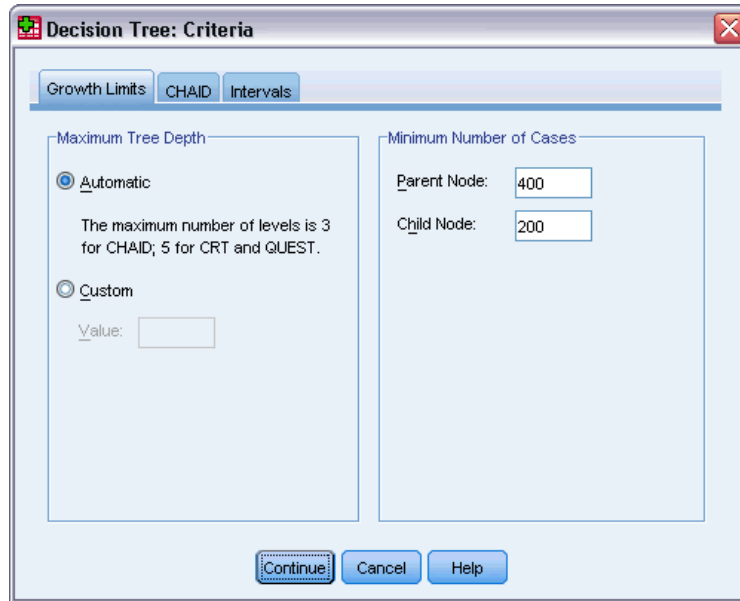 Decision Tree: Criteria
Growth Limits CHAID Intervals
Maximum Tree Depth
Automatic
The maximum number of levels is 3
for CHAID; 5 for CRT and QUEST.
Custom
Value:
Minimum Number of Cases
Parent Node: 400
Child Node: 200
Continue Cancel Help